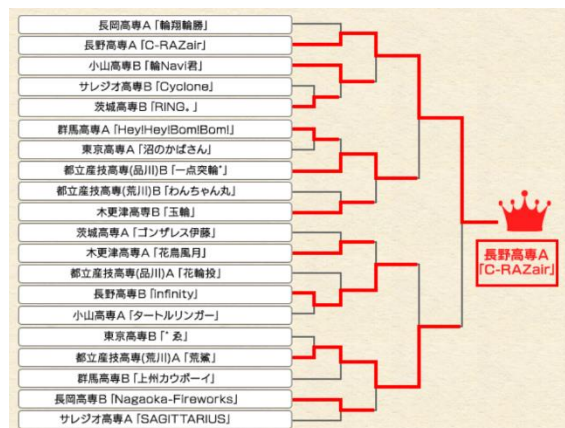 長岡高専A「輪翔輪勝」
長野高専A「C-RAZair」
小山高専B「輪Navi君」
サレジオ高専B「Cyclone」
茨城高専B「RING。」
群馬高専A「Hey!Hey!Bom!Bom!」
東京高専A「沼のかばさん」
都立産技高専(品川)B「一点突輪゛」
都立産技高専(荒川)B「わんちゃん丸」
木更津高専B「玉輪」
茨城高専A「ゴンザレス伊藤」
木更津高専A「花鳥風月」
都立産技高専(品川)A「花輪投」
長野高専B「Infinity」
小山高専A「タートルリンガー」
東京高専B「゛ゑ」
都立産技高専(荒川)A「荒鷲」
群馬高専B「上州カウボーイ」
長岡高専B「Nagaoka-Fireworks」
サレジオ高専A「SAGITTARIUS」
長野高専A
「C-RAZair」